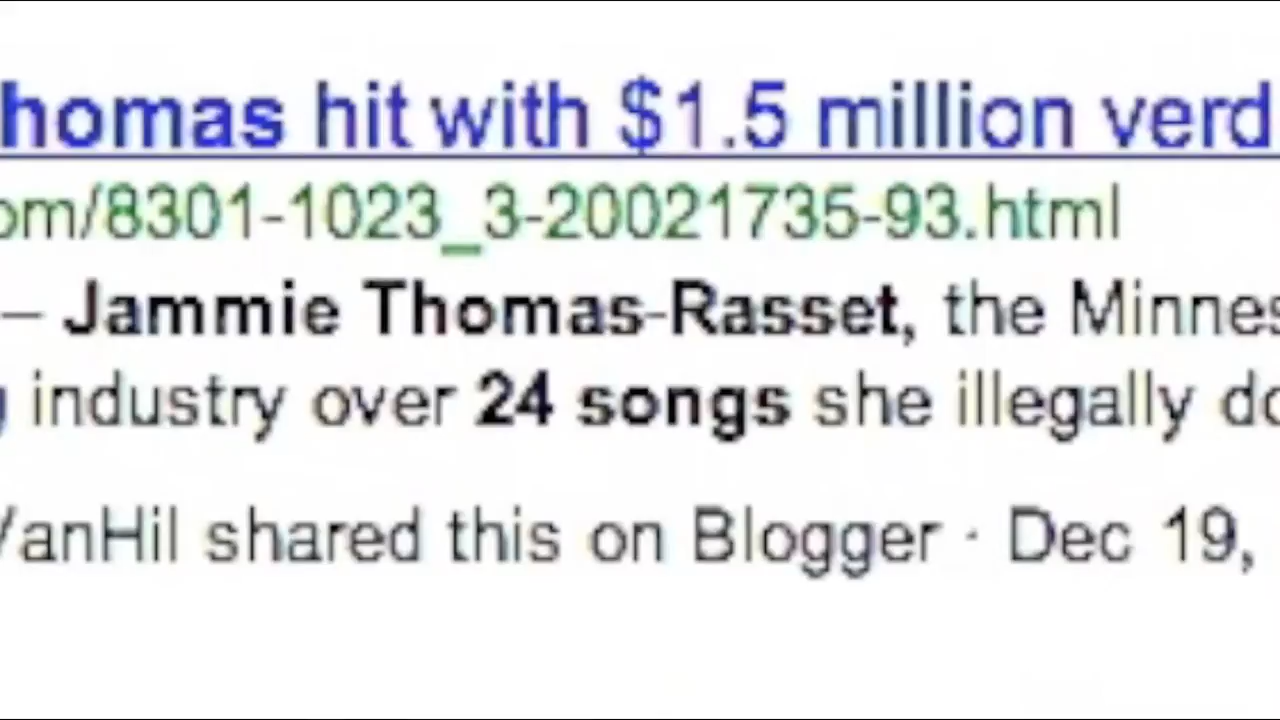 homas hit with $1.5 million verd
om/8301-1023_3-20021735-93.html
– Jammie Thomas-Rasset, the Minnes
g industry over 24 songs she illegally do
VanHil shared this on Blogger · Dec 19,